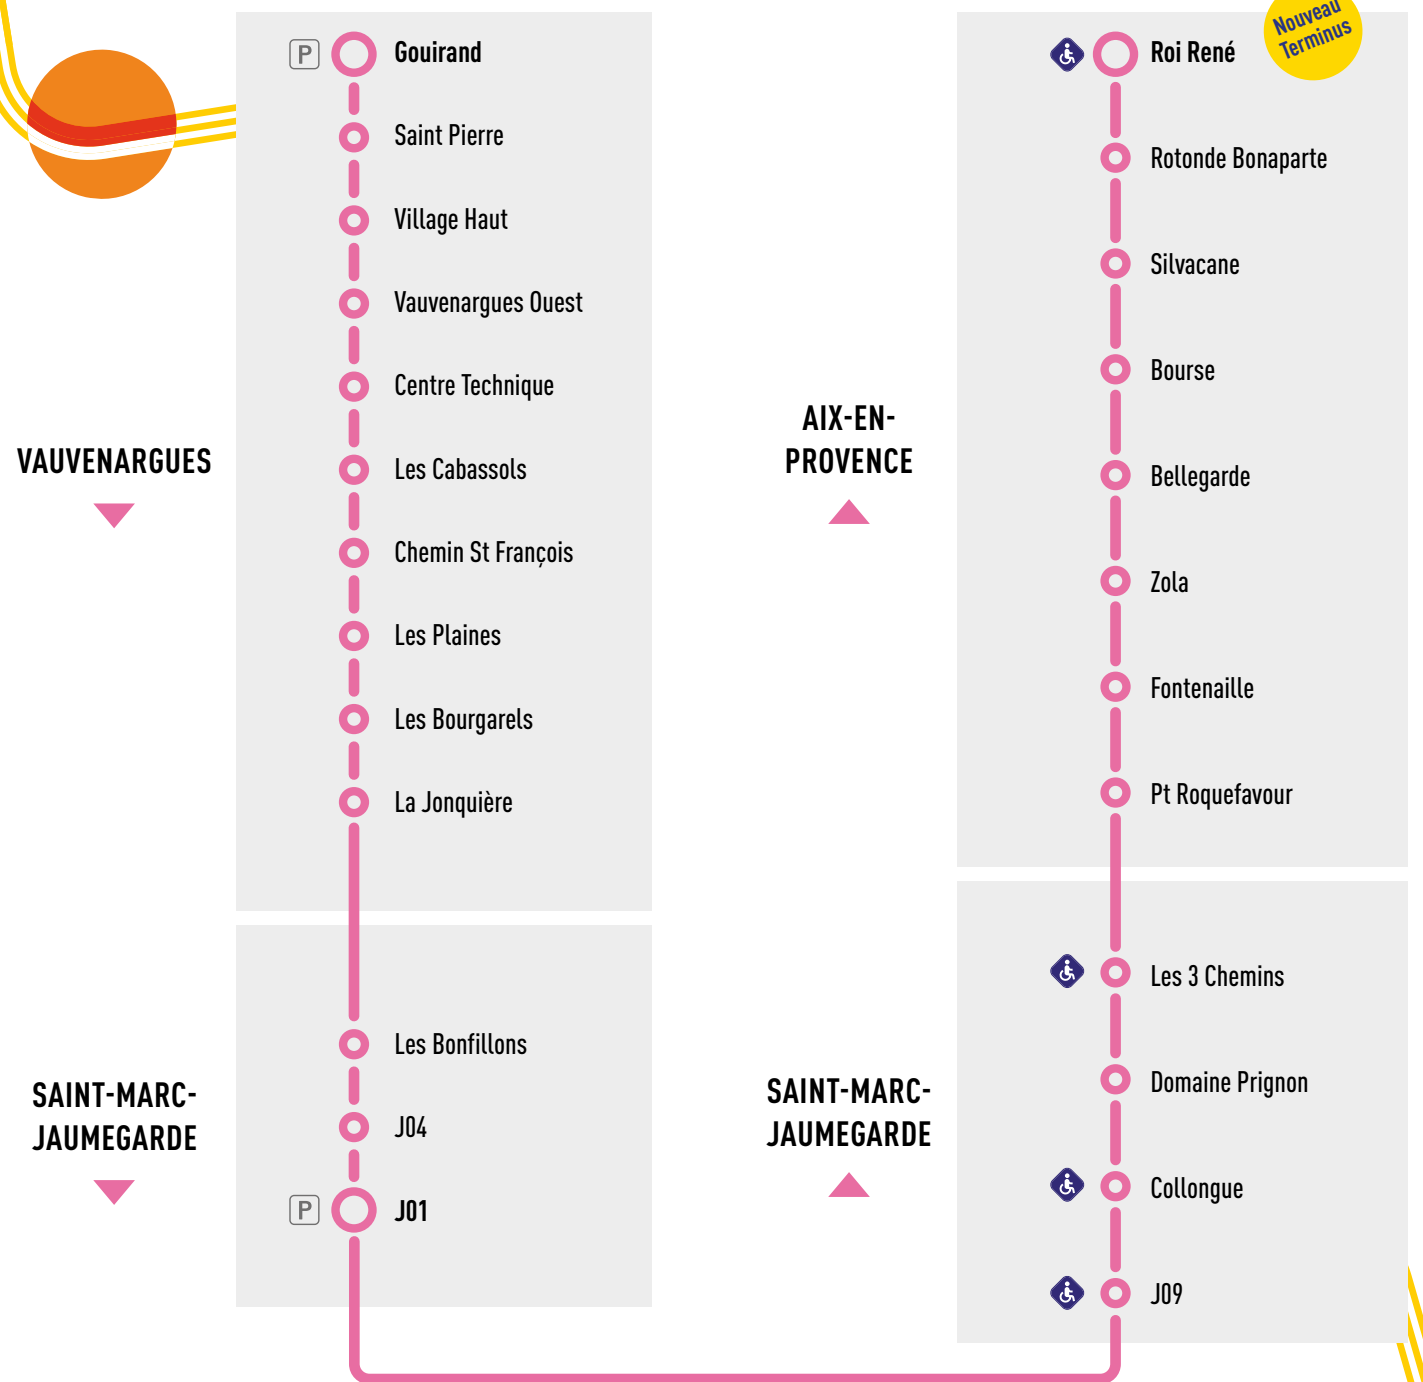 P Gouirand
Saint Pierre
Village Haut
Vauvenargues Ouest
Centre Technique
Les Cabassols
Chemin St François
Les Plaines
Les Bourgarels
La Jonquière
VAUVENARGUES
Les Bonfillons
J04
P J01
SAINT-MARC-
JAUMEGARDE
Roi René
Nouveau
Terminus
Rotonde Bonaparte
Silvacane
Bourse
Bellegarde
Zola
Fontenaille
Pt Roquefavour
AIX-EN-
PROVENCE
Les 3 Chemins
Domaine Prignon
Collongue
J09
SAINT-MARC-
JAUMEGARDE